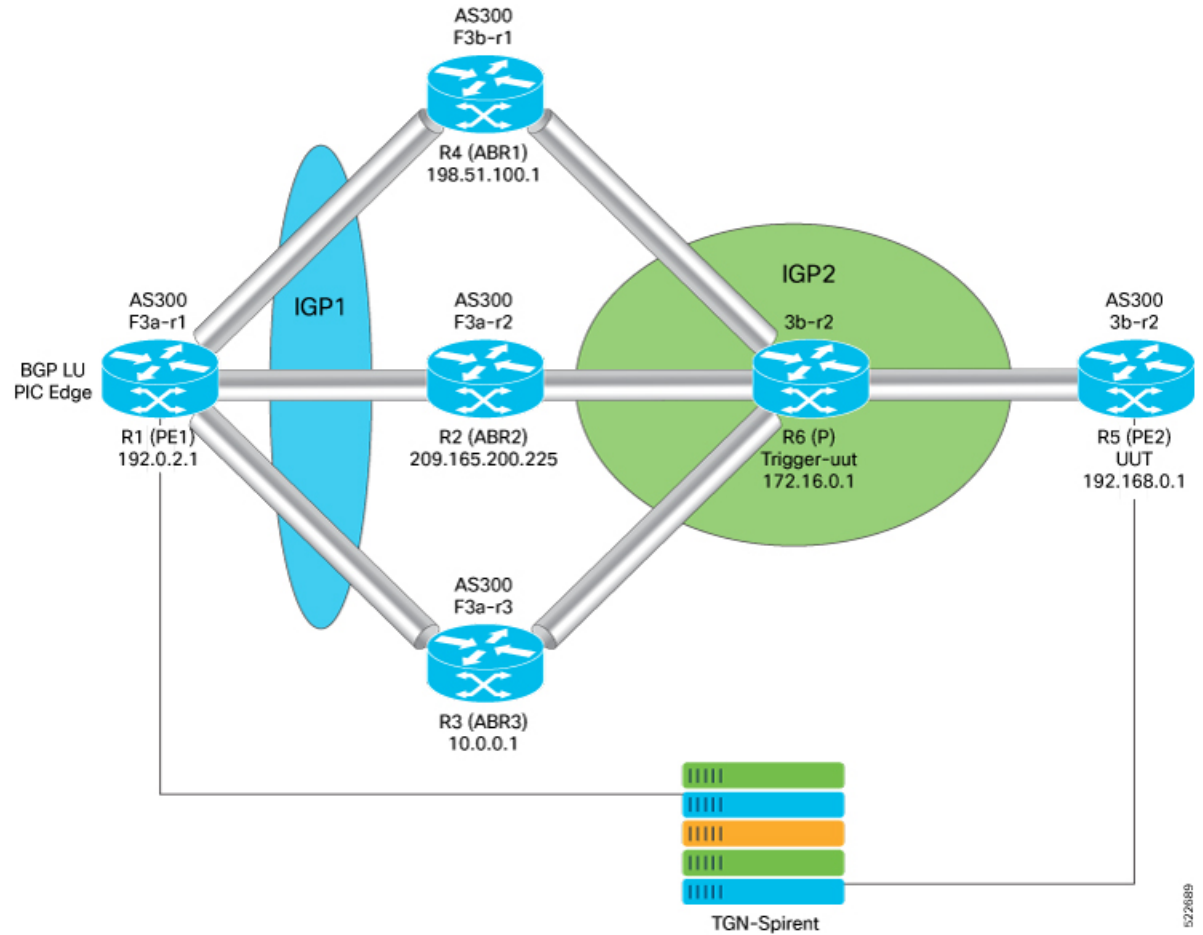 AS300
F3b-r1
R4 (ABR1)
198.51.100.1
IGP1
IGP2
AS300
F3a-r1
BGP LU
PIC Edge
R1 (PE1)
192.0.2.1
AS300
F3a-r2
R2 (ABR2)
209.165.200.225
3b-r2
R6 (P)
Trigger-uut
172.16.0.1
AS300
3b-r2
R5 (PE2)
UUT
192.168.0.1
AS300
F3a-r3
R3 (ABR3)
10.0.0.1
TGN-Spirent
522689